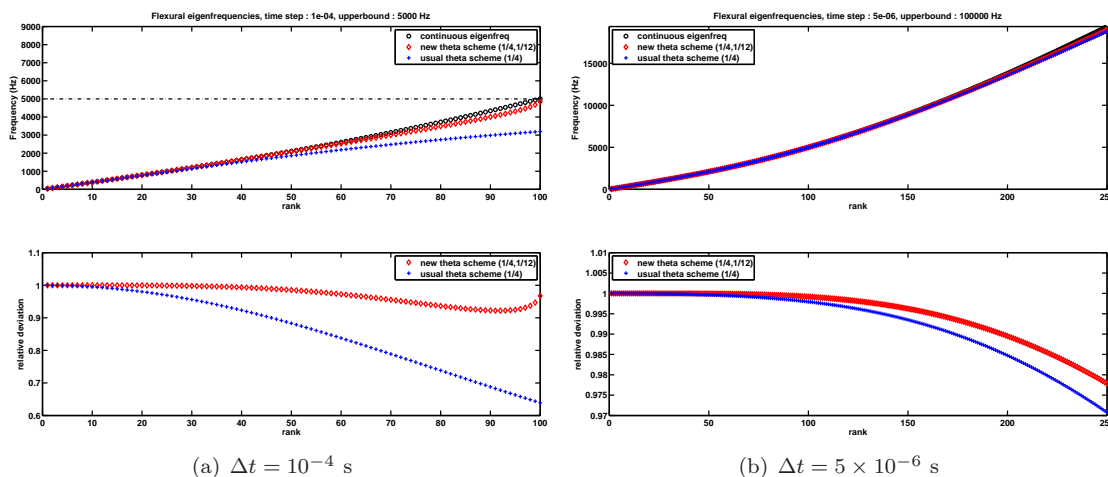 Flexural eigenfrequencies, time step : 1e-04, upperbound : 5000 Hz
9000
8000
7000
6000
5000
4000
3000
2000
1000
0
Frequency (Hz)
continuous eigenfreq
new theta scheme (1/4,1/12)
usual theta scheme (1/4)
0 10 20 30 40 50 60 70 80 90 100
rank
1.1
1
0.9
0.8
0.7
0.6
relative deviation
new theta scheme (1/4,1/12)
usual theta scheme (1/4)
0 10 20 30 40 50 60 70 80 90 100
rank
(a) Δt = 10⁻⁴ s
Flexural eigenfrequencies, time step : 5e-06, upperbound : 100000 Hz
15000
10000
5000
0
Frequency (Hz)
continuous eigenfreq
new theta scheme (1/4,1/12)
usual theta scheme (1/4)
0 50 100 150 200 250
rank
1.01
1.005
1
0.995
0.99
0.985
0.98
0.975
0.97
relative deviation
new theta scheme (1/4,1/12)
usual theta scheme (1/4)
0 50 100 150 200 250
rank
(b) Δt = 5 × 10⁻⁶ s